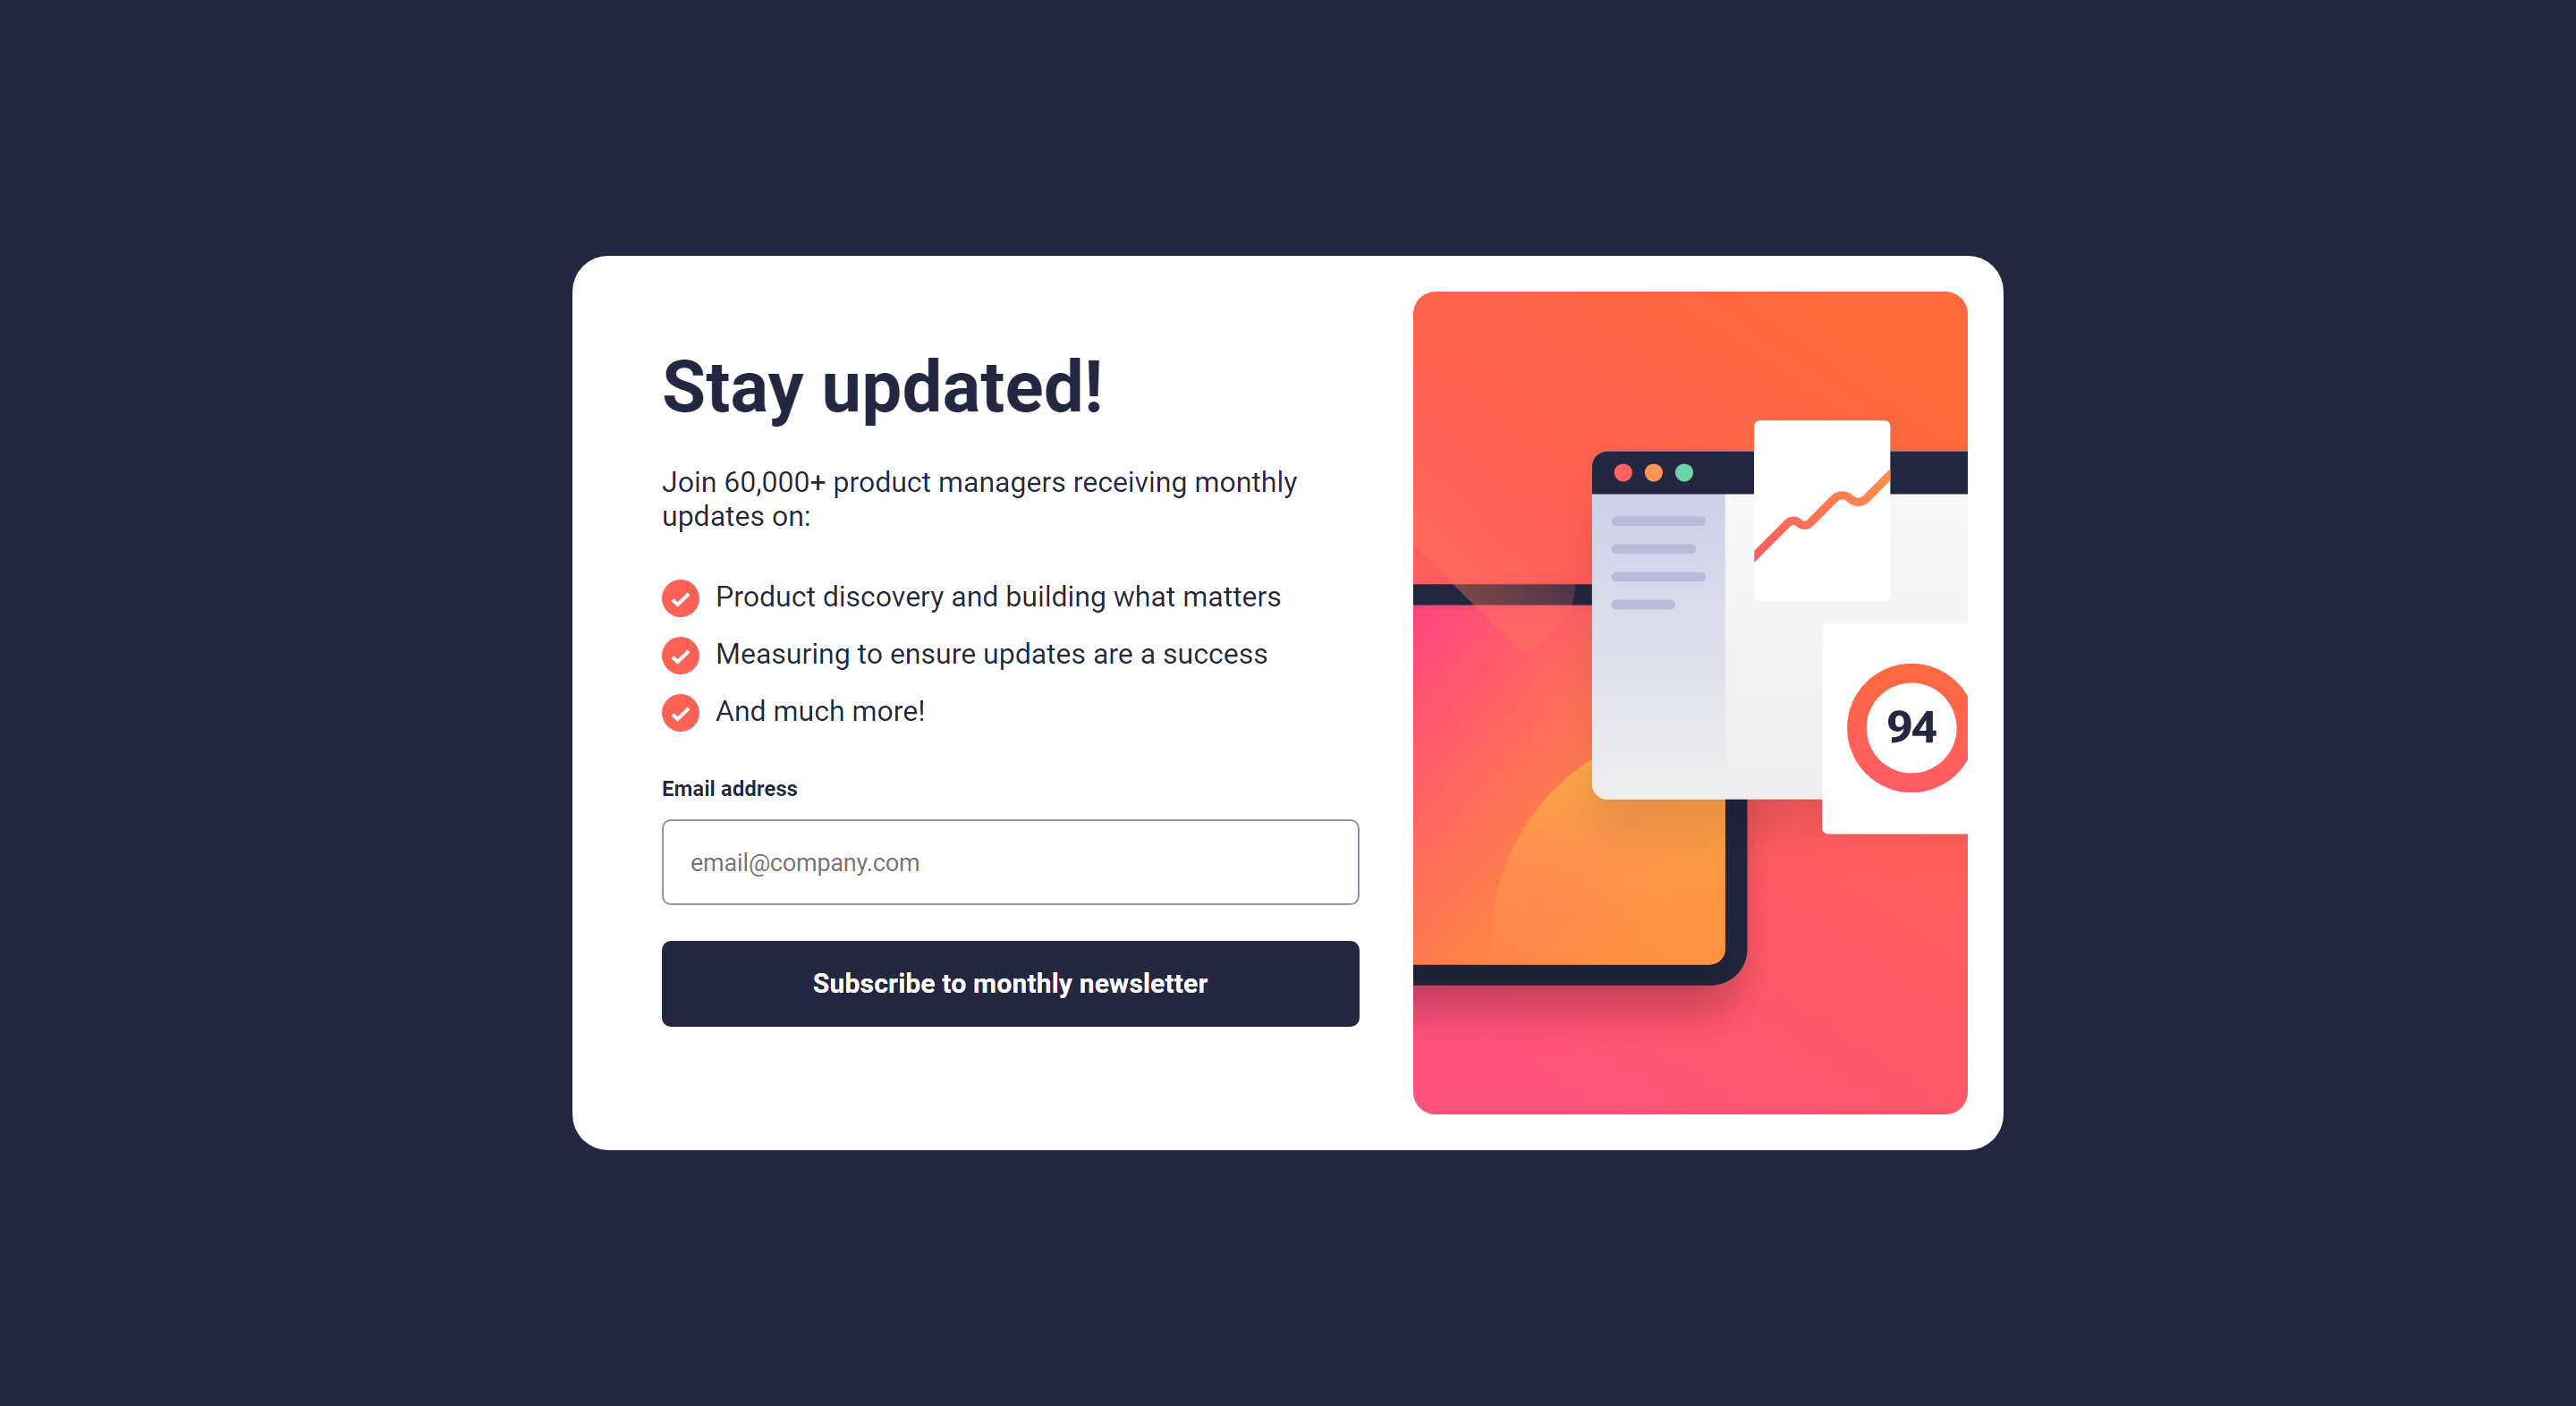 Stay updated!
Join 60,000+ product managers receiving monthly
updates on:
Product discovery and building what matters
Measuring to ensure updates are a success
And much more!
Email address
email@company.com
Subscribe to monthly newsletter
94